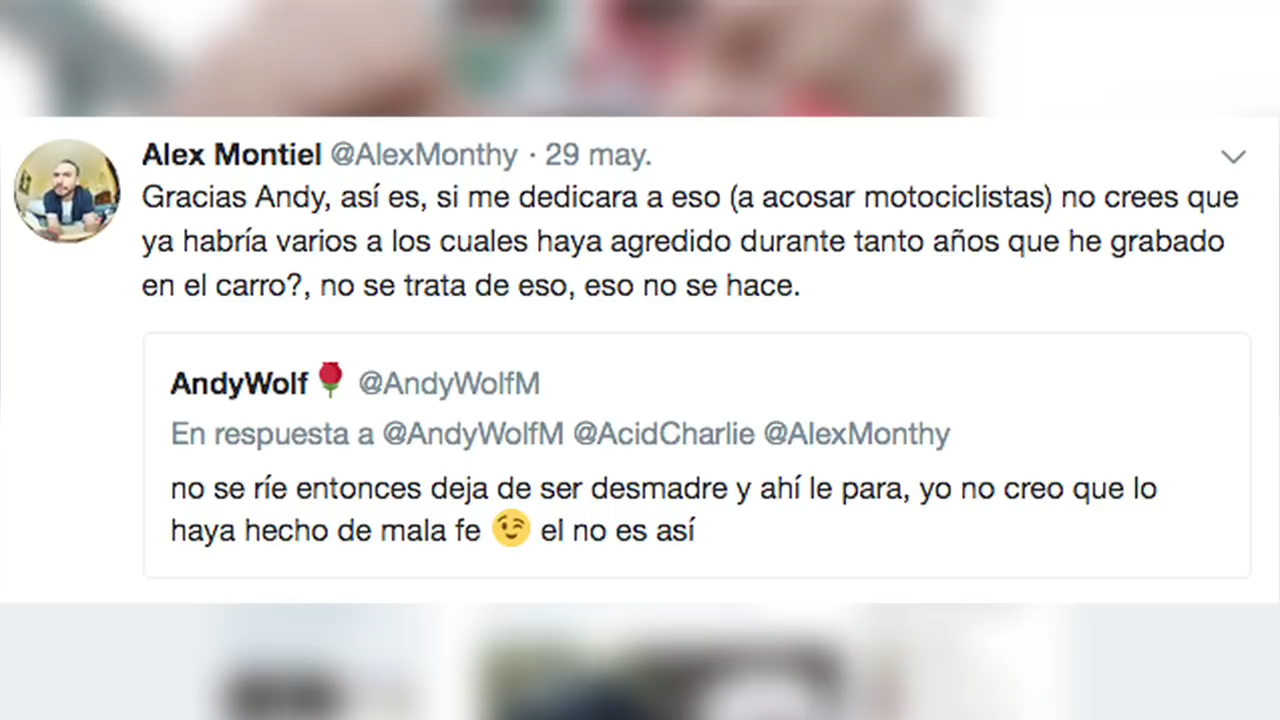 Alex Montiel @AlexMonthy · 29 may.
Gracias Andy, así es, si me dedicara a eso (a acosar motociclistas) no crees que
ya habría varios a los cuales haya agredido durante tanto años que he grabado
en el carro?, no se trata de eso, eso no se hace.
AndyWolf🌹 @AndyWolfM
En respuesta a @AndyWolfM @AcidCharlie @AlexMonthy
no se ríe entonces deja de ser desmadre y ahí le para, yo no creo que lo
haya hecho de mala fe 😉 el no es así